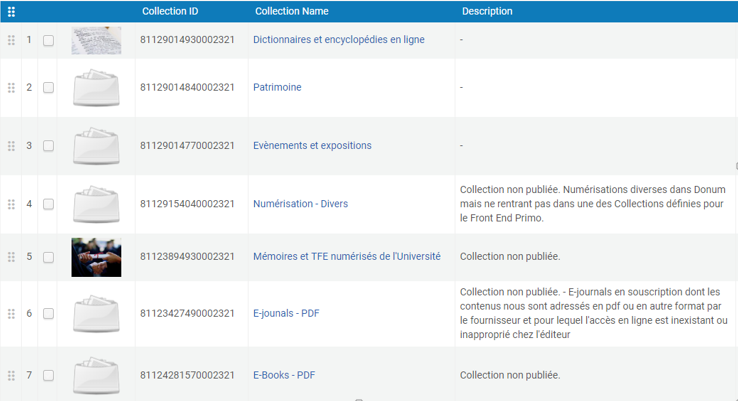 Collection ID Collection Name Description
1 81129014930002321 Dictionnaires et encyclopédies en ligne -
2 81129014840002321 Patrimoine -
3 81129014770002321 Evènements et expositions -
4 81129154040002321 Numérisation - Divers Collection non publiée. Numérisations diverses dans Donum
mais ne rentrant pas dans une des Collections définies pour
le Front End Primo.
5 81123894930002321 Mémoires et TFE numérisés de l'Université Collection non publiée.
6 81123427490002321 E-jounals - PDF Collection non publiée. - E-journals en souscription dont les
contenus nous sont adressés en pdf ou en autre format par
le fournisseur et pour lequel l'accès en ligne est inexistant ou
inapproprié chez l'éditeur
7 81124281570002321 E-Books - PDF Collection non publiée.